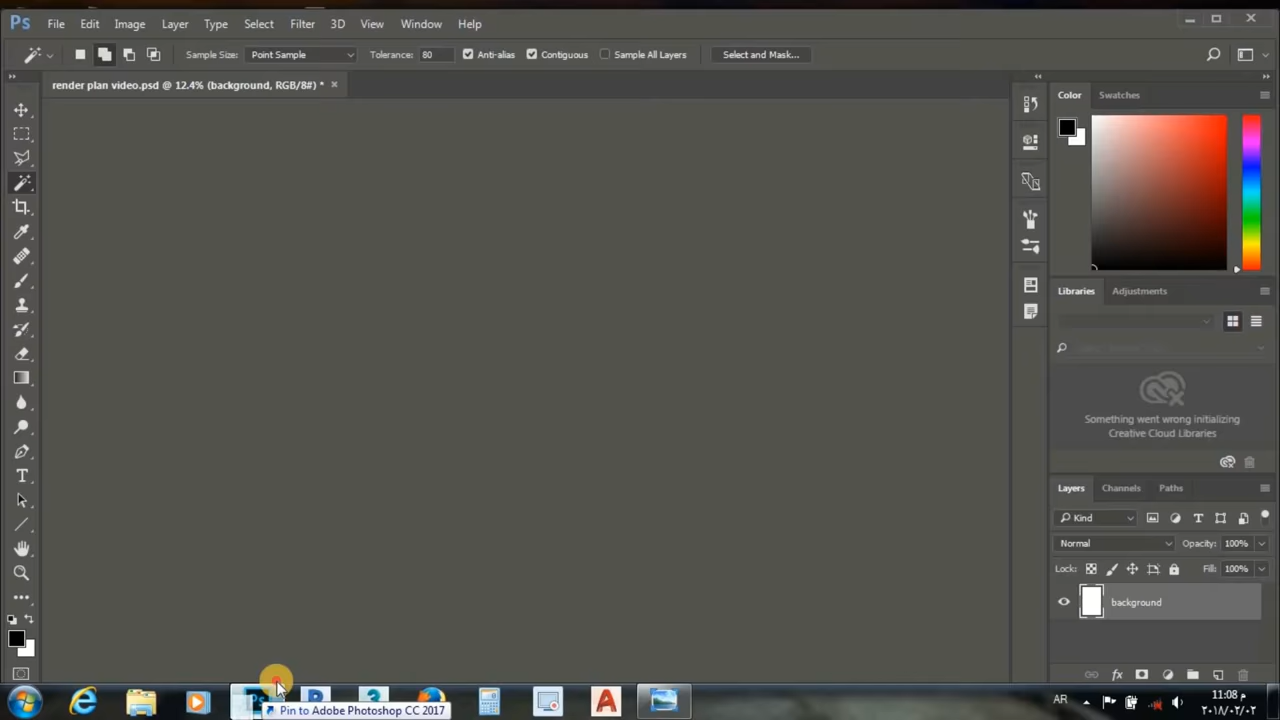 Ps File Edit Image Layer Type Select Filter 3D View Window Help
Sample Size: Point Sample Tolerance: 80 Anti-alias Contiguous Sample All Layers Select and Mask...
render plan video.psd @ 12.4% (background, RGB/8#) * ×
Color Swatches
Libraries Adjustments
Something went wrong initializing
Creative Cloud Libraries
Layers Channels Paths
Kind
Normal Opacity: 100%
Lock: Fill: 100%
background
AR
11:08 م
٢٠١٨/٠٢/٠٢
Pin to Adobe Photoshop CC 2017